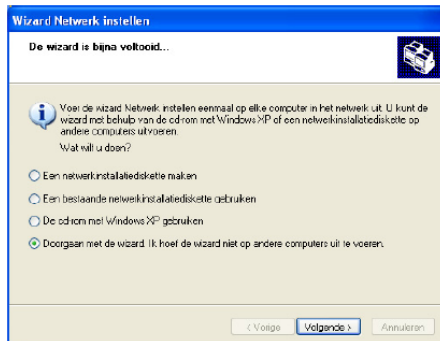 Wizard Netwerk instellen
De wizard is bijna voltooid...
Voer de wizard Netwerk instellen eenmaal op elke computer in het netwerk uit. U kunt de
wizard met behulp van de cd-rom met Windows XP of een netwerkinstallatiediskette op
andere computers uitvoeren.
Wat wilt u doen?
Een netwerkinstallatiediskette maken
Een bestaande netwerkinstallatiediskette gebruiken
De cd-rom met Windows XP gebruiken
Doorgaan met de wizard. Ik hoef de wizard niet op andere computers uit te voeren.
< Vorige Volgende > Annuleren